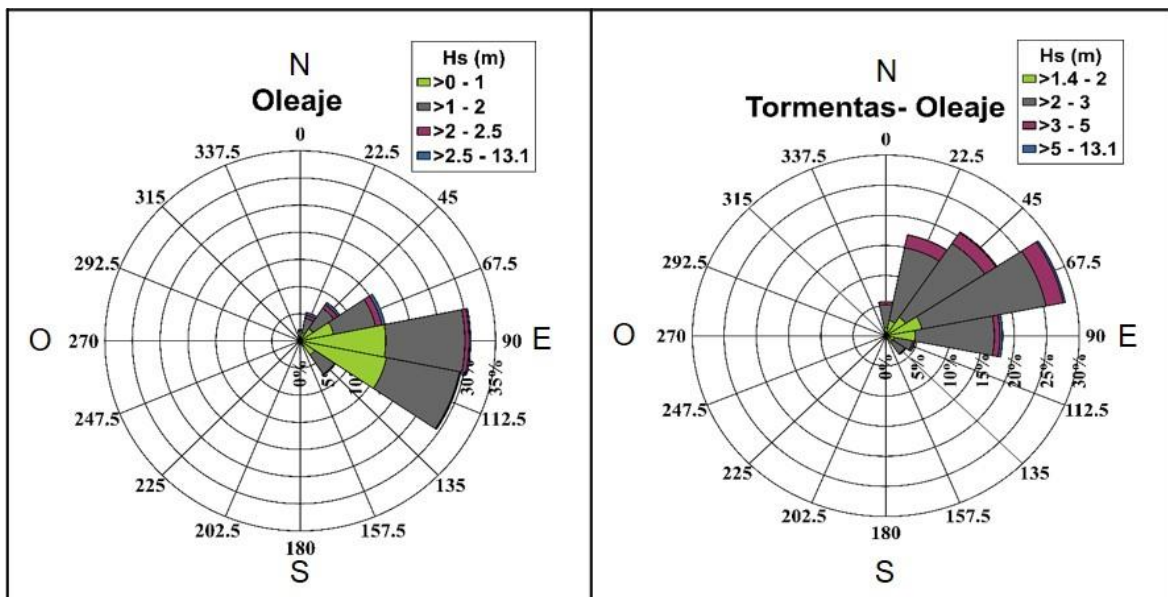 N
Oleaje
Hs (m)
>0 - 1
>1 - 2
>2 - 2.5
>2.5 - 13.1
0
22.5
45
67.5
90
E
112.5
135
157.5
180
S
202.5
225
247.5
270
O
292.5
315
337.5
0%
5%
10%
30%
35%
N
Tormentas- Oleaje
Hs (m)
>1.4 - 2
>2 - 3
>3 - 5
>5 - 13.1
0
22.5
45
67.5
90
E
112.5
135
157.5
180
S
202.5
225
247.5
270
O
292.5
315
337.5
0%
5%
10%
15%
20%
25%
30%